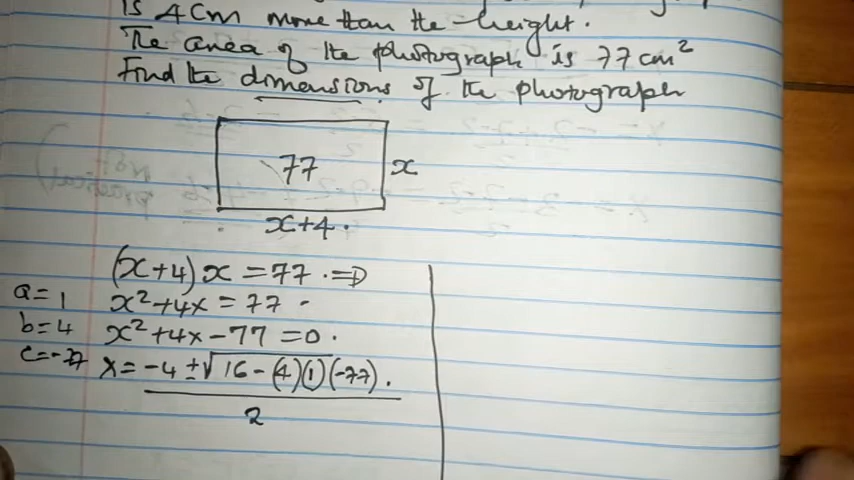 is 4cm more than the height.
The area of the photograph is 77cm²
Find the dimensions of the photograph
77
x
x+4.
(x+4)x = 77 ⇒
a=1 x²+4x = 77
b=4 x²+4x-77 = 0.
c=-77 x = -4 ± √16-(4)(1)(-77).
2